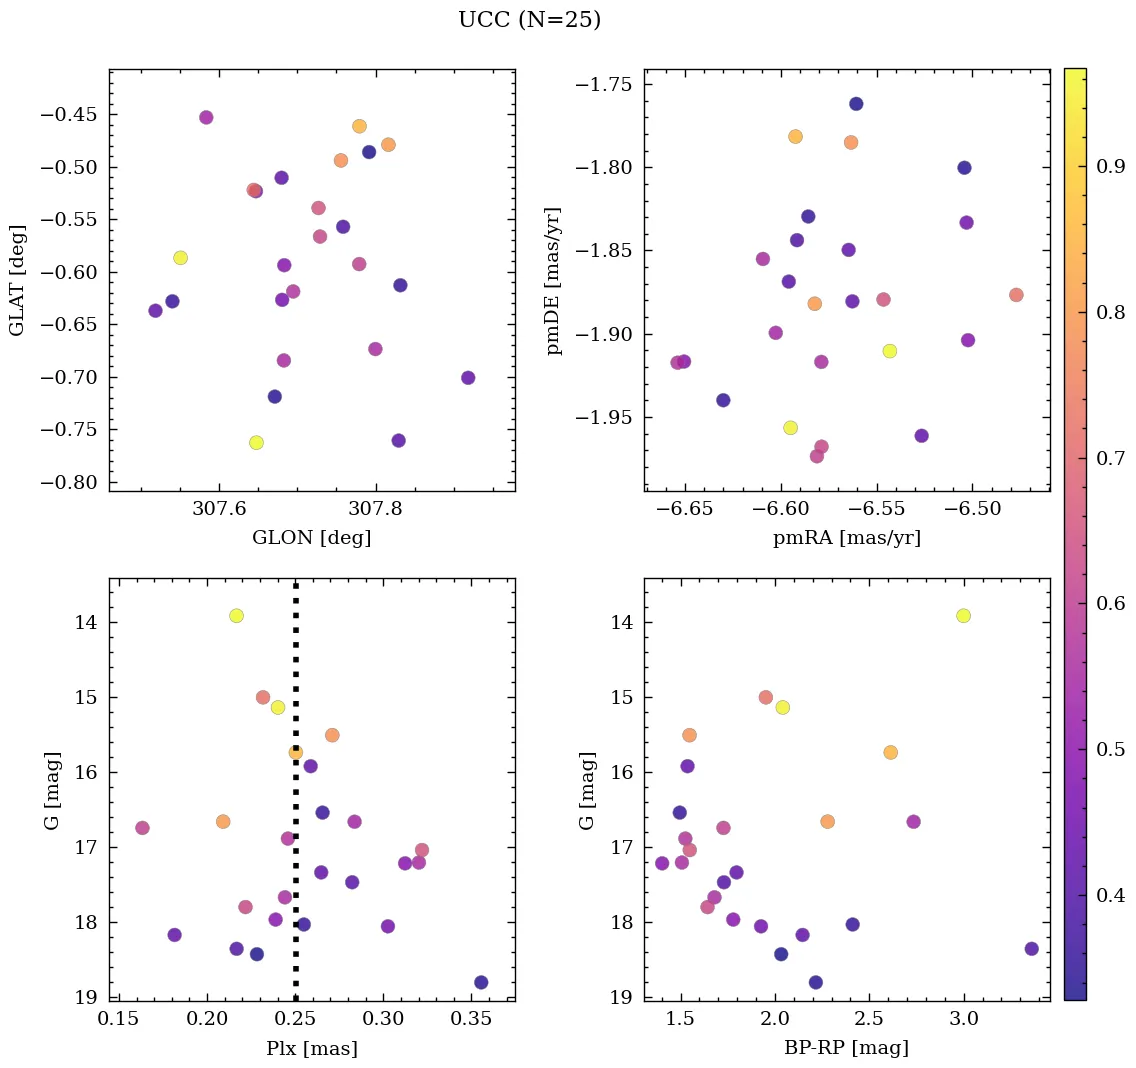 UCC (N=25)
−0.45
−0.50
−0.55
−0.60
−0.65
−0.70
−0.75
−0.80
GLAT [deg]
307.6 307.8
GLON [deg]
−1.75
−1.80
−1.85
−1.90
−1.95
pmDE [mas/yr]
−6.65 −6.60 −6.55 −6.50
pmRA [mas/yr]
14
15
16
17
18
19
G [mag]
0.15 0.20 0.25 0.30 0.35
Plx [mas]
14
15
16
17
18
19
G [mag]
1.5 2.0 2.5 3.0
BP-RP [mag]
0.9
0.8
0.7
0.6
0.5
0.4